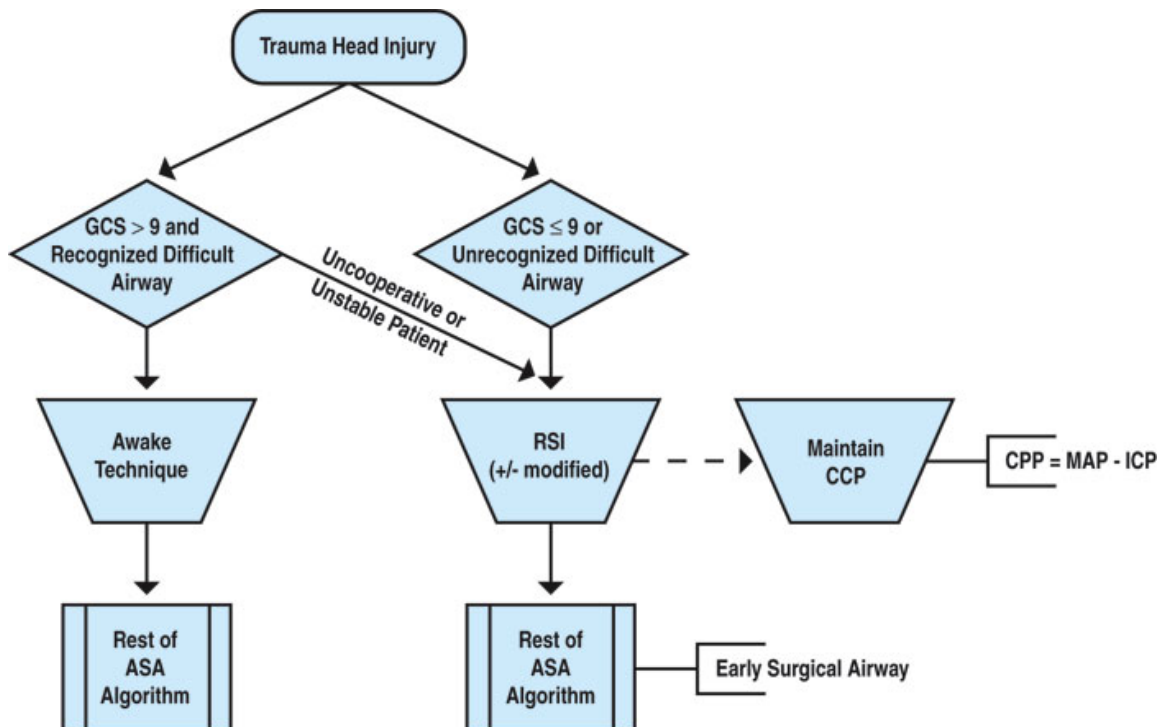 Trauma Head Injury
GCS > 9 and
Recognized Difficult
Airway
GCS ≤ 9 or
Unrecognized Difficult
Airway
Uncooperative or
Unstable Patient
Awake
Technique
RSI
(+/- modified)
Maintain
CCP
CPP = MAP - ICP
Rest of
ASA
Algorithm
Rest of
ASA
Algorithm
Early Surgical Airway